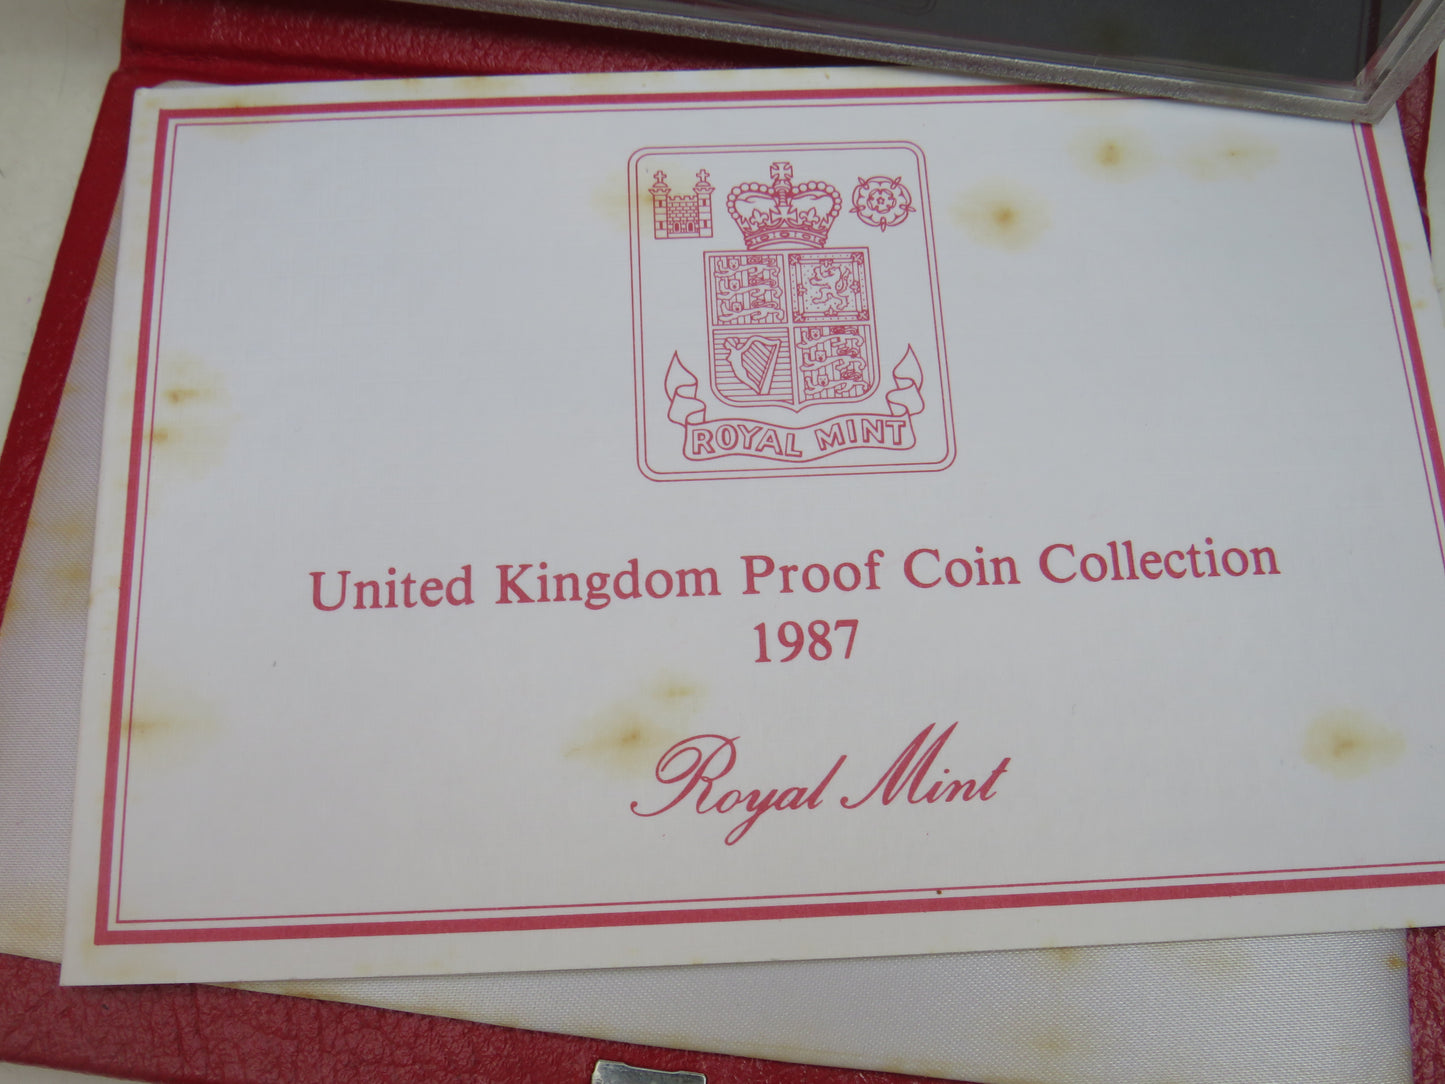 ROYAL MINT
United Kingdom Proof Coin Collection
1987
Royal Mint